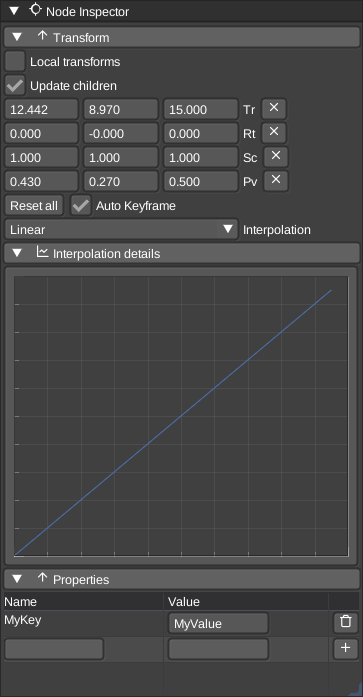 Node Inspector
Transform
Local transforms
Update children
12.442 8.970 15.000 Tr
0.000 -0.000 0.000 Rt
1.000 1.000 1.000 Sc
0.430 0.270 0.500 Pv
Reset all Auto Keyframe
Linear Interpolation
Interpolation details
Properties
Name Value
MyKey MyValue